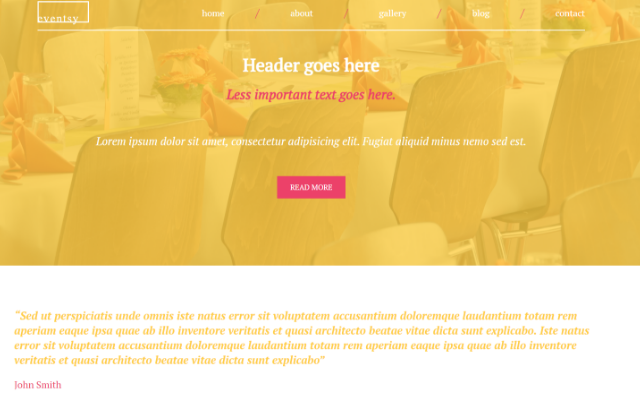 eventsy
home / about / gallery / blog / contact
Header goes here
Less important text goes here.
Lorem ipsum dolor sit amet, consectetur adipisicing elit. Fugiat aliquid minus nemo sed est.
READ MORE
“Sed ut perspiciatis unde omnis iste natus error sit voluptatem accusantium doloremque laudantium totam rem
aperiam eaque ipsa quae ab illo inventore veritatis et quasi architecto beatae vitae dicta sunt explicabo. Iste natus
error sit voluptatem accusantium doloremque laudantium totam rem aperiam eaque ipsa quae ab illo inventore
veritatis et quasi architecto beatae vitae dicta sunt explicabo”
John Smith